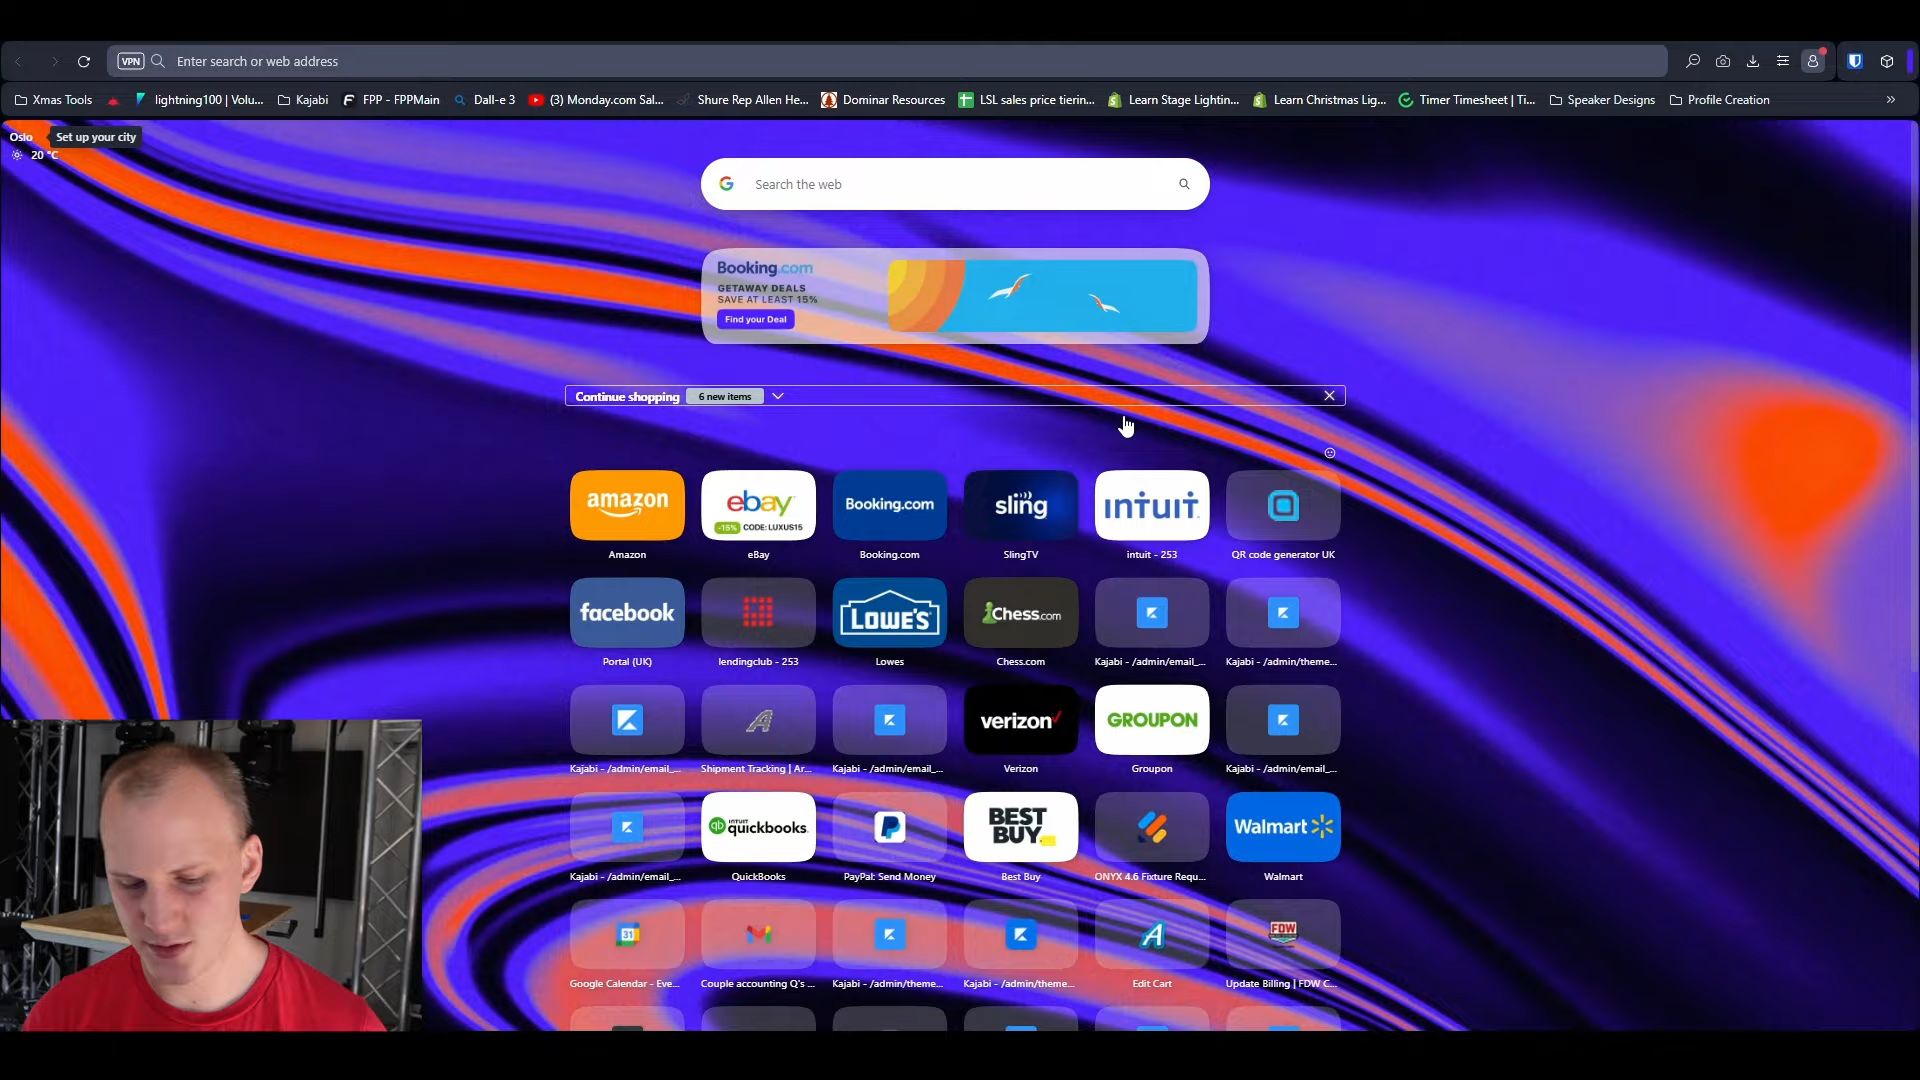 VPN
Enter search or web address
Xmas Tools
lightning100 | Volu...
Kajabi
FPP - FPPMain
Dall-e 3
(3) Monday.com Sal...
Shure Rep Allen He...
Dominar Resources
LSL sales price tierin...
Learn Stage Lightin...
Learn Christmas Lig...
Timer Timesheet | Ti...
Speaker Designs
Profile Creation
Oslo
Set up your city
20 °C
Search the web
Booking.com
GETAWAY DEALS
SAVE AT LEAST 15%
Find your Deal
Continue shopping
6 new items
amazon
ebay
-15% CODE: LUXUS15
Booking.com
sling
intuit
Amazon
eBay
Booking.com
SlingTV
intuit - 253
QR code generator UK
facebook
LOWE'S
Chess.com
Portal (UK)
lendingclub - 253
Lowes
Chess.com
Kajabi - /admin/email_...
Kajabi - /admin/theme...
verizon
GROUPON
Kajabi - /admin/email_...
Shipment Tracking | Ar...
Kajabi - /admin/email_...
Verizon
Groupon
Kajabi - /admin/email_...
qb INTUIT quickbooks
BEST BUY
Walmart
Kajabi - /admin/email_...
QuickBooks
PayPal: Send Money
Best Buy
ONYX 4.6 Fixture Requ...
Walmart
31
FDW
Google Calendar - Eve...
Couple accounting Q's ...
Kajabi - /admin/theme...
Kajabi - /admin/theme...
Edit Cart
Update Billing | FDW C...